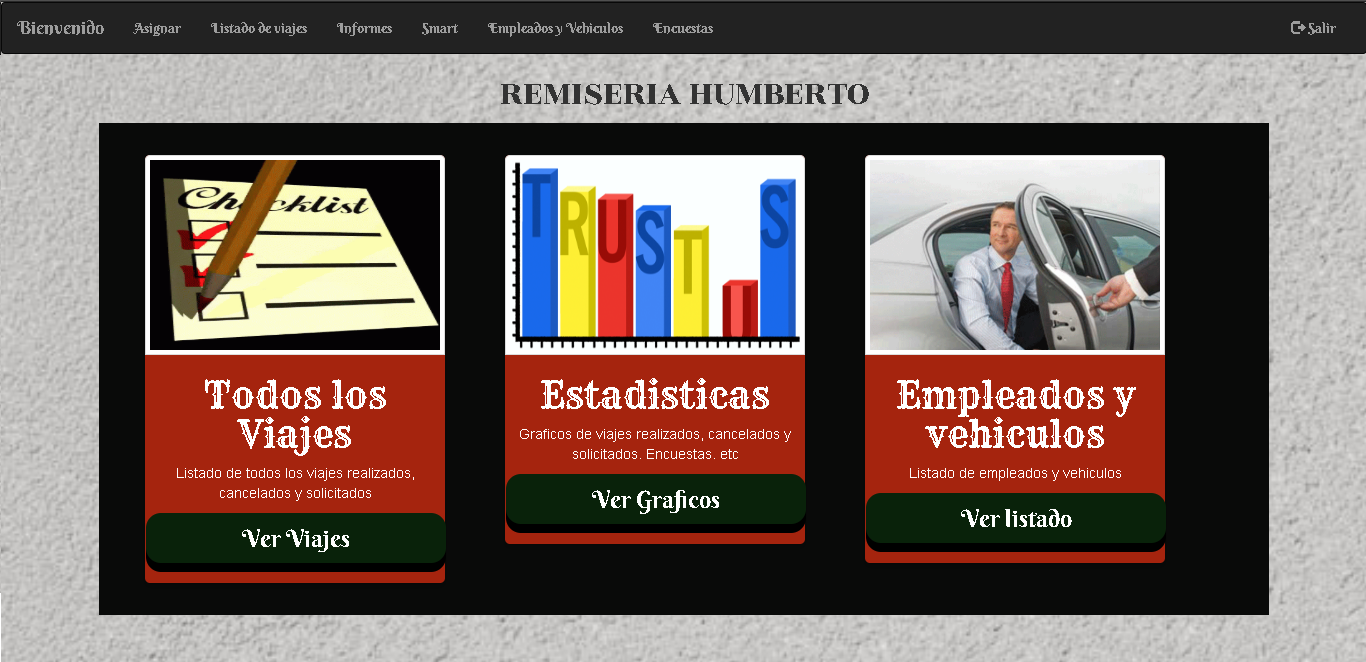 Bienvenido Asignar Listado de viajes Informes Smart Empleados y Vehiculos Encuestas Salir
REMISERIA HUMBERTO
Checklist
TRUST US
Todos los
Viajes
Listado de todos los viajes realizados,
cancelados y solicitados
Ver Viajes
Estadisticas
Graficos de viajes realizados, cancelados y
solicitados. Encuestas. etc
Ver Graficos
Empleados y
vehiculos
Listado de empleados y vehiculos
Ver listado